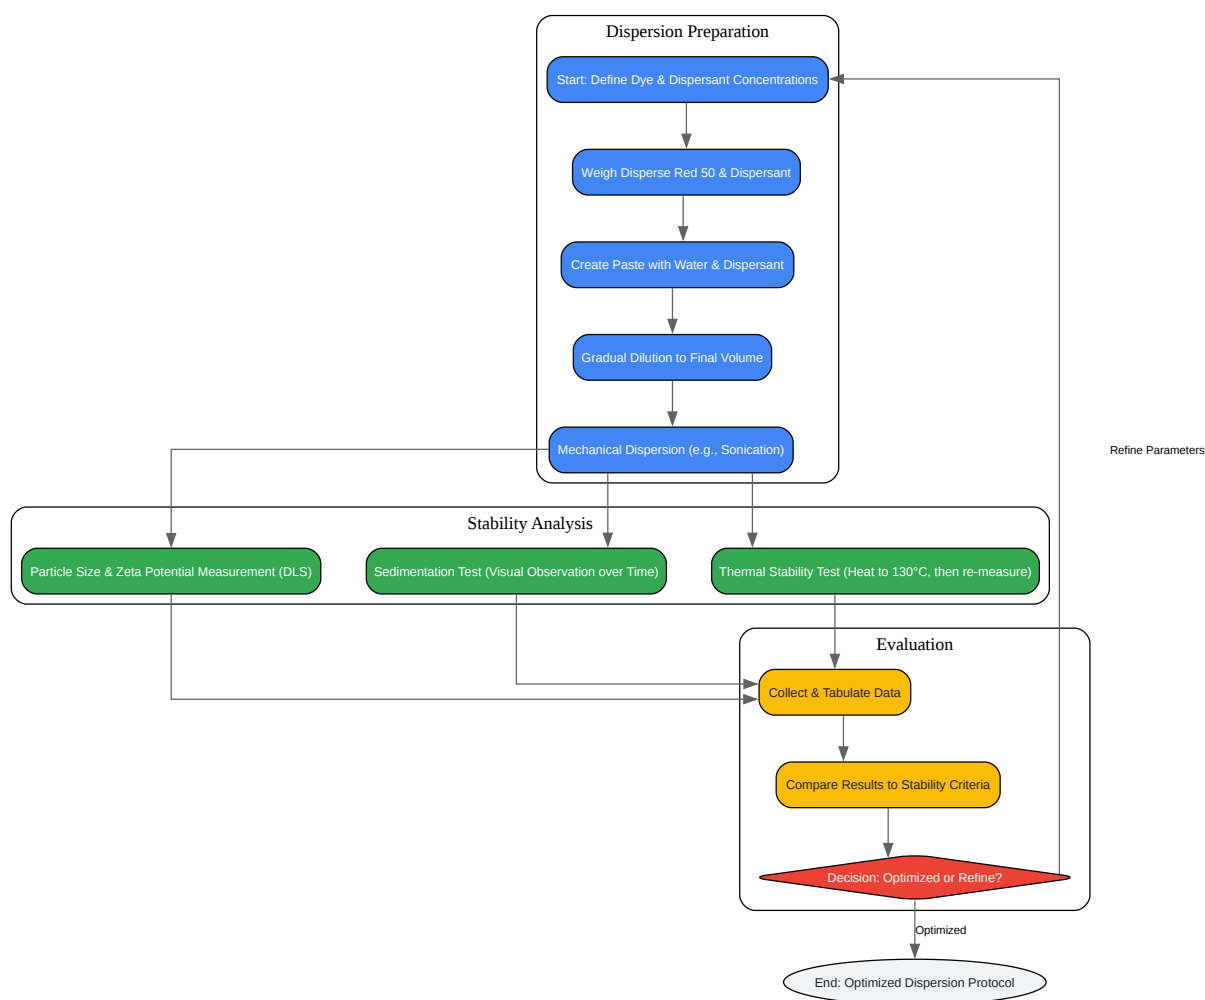 Dispersion Preparation
Start: Define Dye & Dispersant Concentrations
Weigh Disperse Red 50 & Dispersant
Create Paste with Water & Dispersant
Gradual Dilution to Final Volume
Mechanical Dispersion (e.g., Sonication)
Refine Parameters
Stability Analysis
Particle Size & Zeta Potential Measurement (DLS)
Sedimentation Test (Visual Observation over Time)
Thermal Stability Test (Heat to 130°C, then re-measure)
Evaluation
Collect & Tabulate Data
Compare Results to Stability Criteria
Decision: Optimized or Refine?
Optimized
End: Optimized Dispersion Protocol